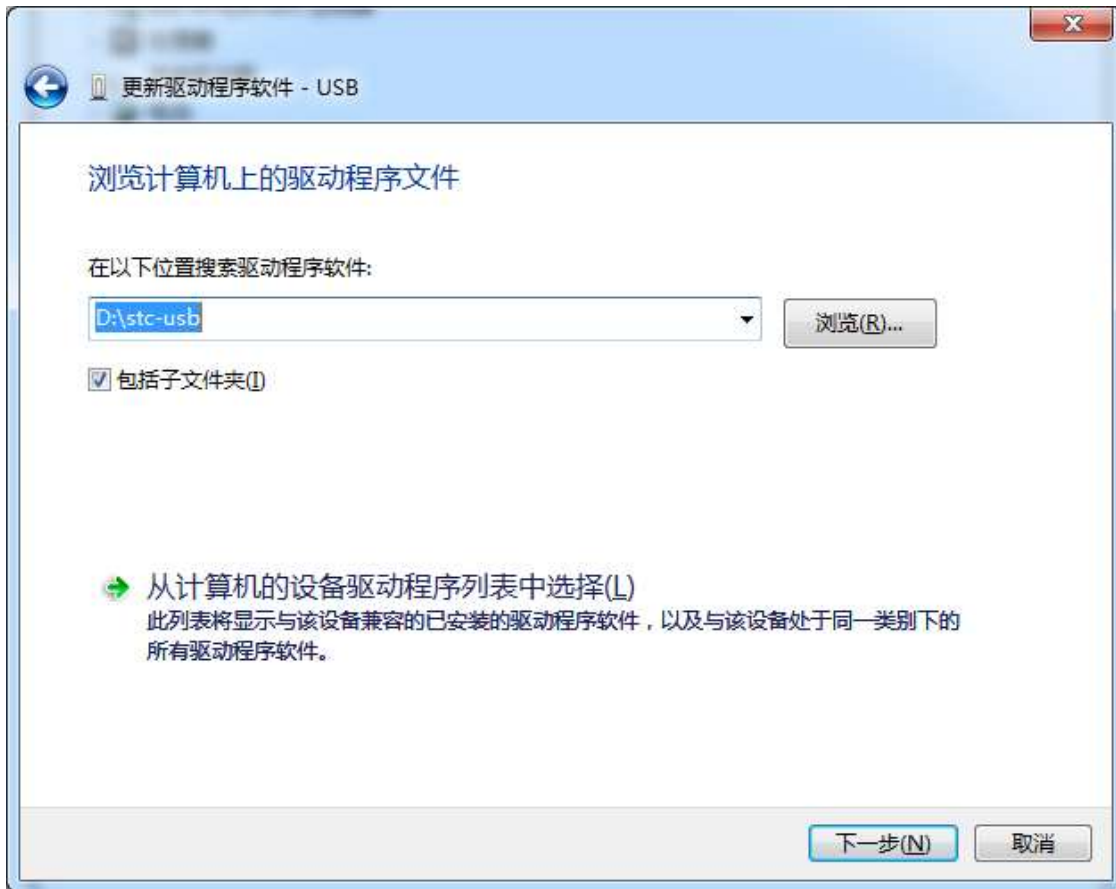 更新驱动程序软件 - USB
浏览计算机上的驱动程序文件
在以下位置搜索驱动程序软件:
D:\stc-usb
浏览(R)...
包括子文件夹(I)
从计算机的设备驱动程序列表中选择(L)
此列表将显示与该设备兼容的已安装的驱动程序软件，以及与该设备处于同一类别下的
所有驱动程序软件。
下一步(N)
取消